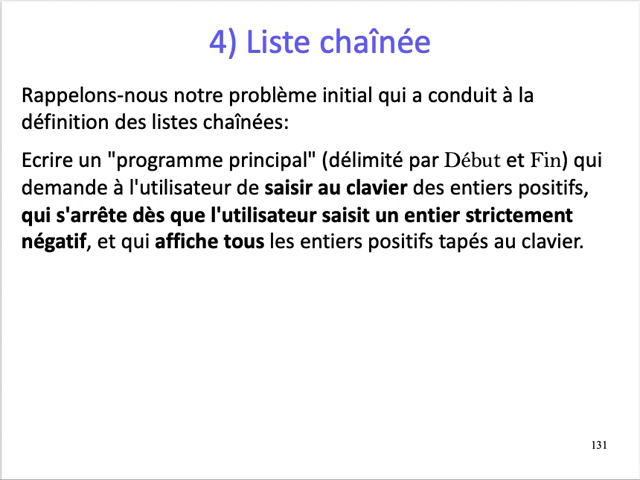 4) Liste chaînée
Rappelons-nous notre problème initial qui a conduit à la
définition des listes chaînées:
Ecrire un "programme principal" (délimité par Début et Fin) qui
demande à l'utilisateur de saisir au clavier des entiers positifs,
qui s'arrête dès que l'utilisateur saisit un entier strictement
négatif, et qui affiche tous les entiers positifs tapés au clavier.
131